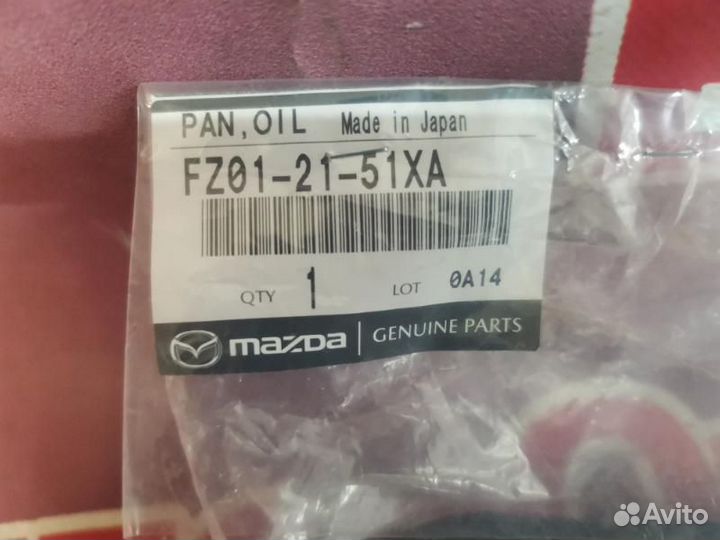 PAN, OIL Made in Japan
FZ01-21-51XA
QTY 1 LOT 0A14
mazda GENUINE PARTS
Avito